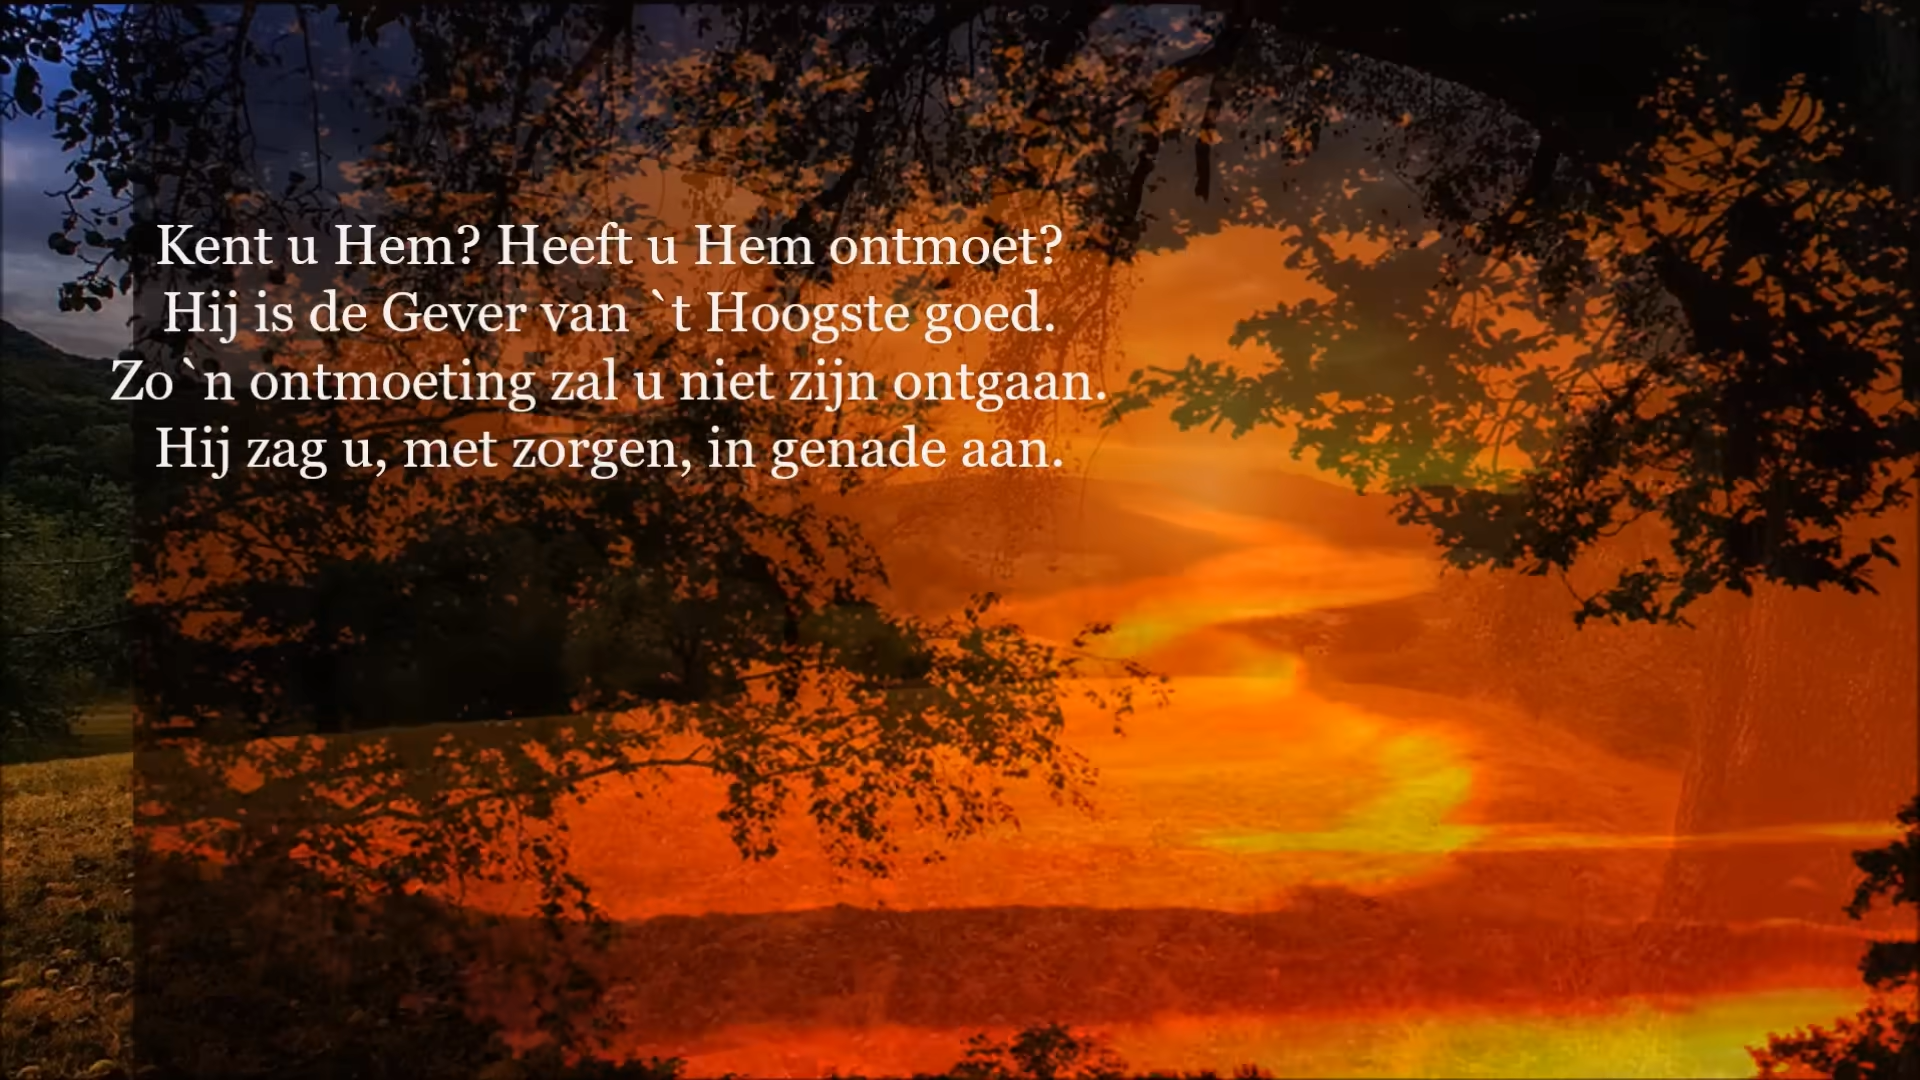 Kent u Hem? Heeft u Hem ontmoet?
Hij is de Gever van `t Hoogste goed.
Zo`n ontmoeting zal u niet zijn ontgaan.
Hij zag u, met zorgen, in genade aan.